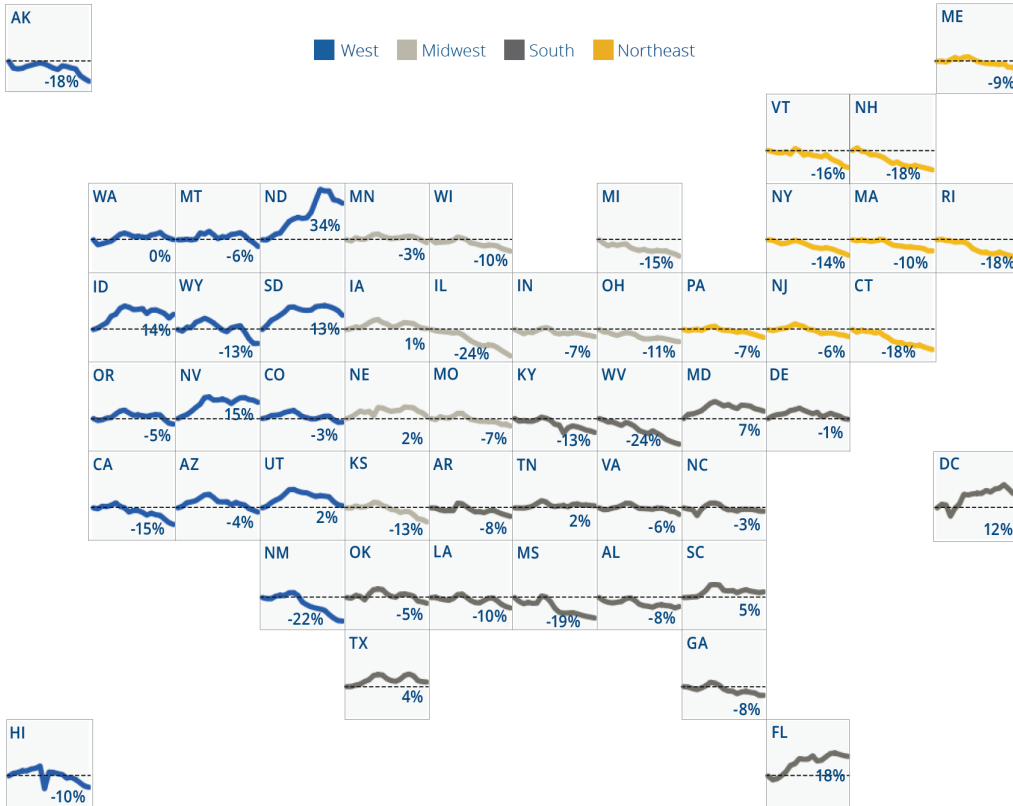 AK
-18%
West
Midwest
South
Northeast
ME
-9%
VT
-16%
NH
-18%
WA
0%
MT
-6%
ND
34%
MN
-3%
WI
-10%
MI
-15%
NY
-14%
MA
-10%
RI
-18%
ID
14%
WY
-13%
SD
13%
IA
1%
IL
-24%
IN
-7%
OH
-11%
PA
-7%
NJ
-6%
CT
-18%
OR
-5%
NV
15%
CO
-3%
NE
2%
MO
-7%
KY
-13%
WV
-24%
MD
7%
DE
-1%
CA
-15%
AZ
-4%
UT
2%
KS
-13%
AR
-8%
TN
2%
VA
-6%
NC
-3%
DC
12%
NM
-22%
OK
-5%
LA
-10%
MS
-19%
AL
-8%
SC
5%
TX
4%
GA
-8%
HI
-10%
FL
18%